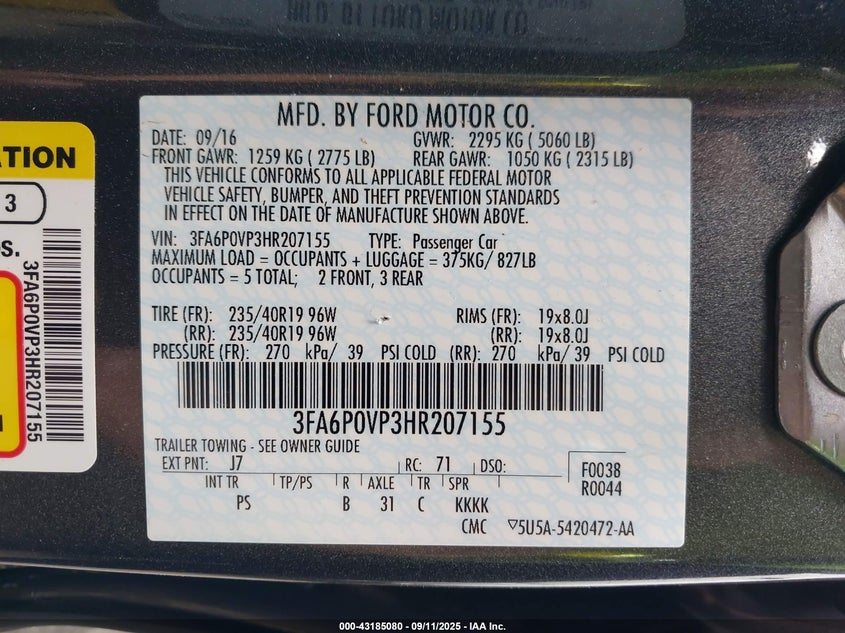 MFD. BY FORD MOTOR CO.
DATE: 09/16 GVWR: 2295 KG ( 5060 LB)
FRONT GAWR: 1259 KG ( 2775 LB) REAR GAWR: 1050 KG ( 2315 LB)
THIS VEHICLE CONFORMS TO ALL APPLICABLE FEDERAL MOTOR
VEHICLE SAFETY, BUMPER, AND THEFT PREVENTION STANDARDS
IN EFFECT ON THE DATE OF MANUFACTURE SHOWN ABOVE.
VIN: 3FA6P0VP3HR207155 TYPE: Passenger Car
MAXIMUM LOAD = OCCUPANTS + LUGGAGE = 375KG/ 827LB
OCCUPANTS = 5 TOTAL; 2 FRONT, 3 REAR
TIRE (FR): 235/40R19 96W RIMS (FR): 19x8.0J
(RR): 235/40R19 96W (RR): 19x8.0J
PRESSURE (FR): 270 kPa/ 39 PSI COLD (RR): 270 kPa/ 39 PSI COLD
3FA6P0VP3HR207155
TRAILER TOWING - SEE OWNER GUIDE
EXT PNT: J7 RC: 71 DSO: F0038
INT TR TP/PS R AXLE TR SPR R0044
PS B 31 C KKKK
CMC 5U5A-5420472-AA
ATION
3
S.
3FA6P0VP3HR207155
000-43185080 - 09/11/2025 - IAA Inc.